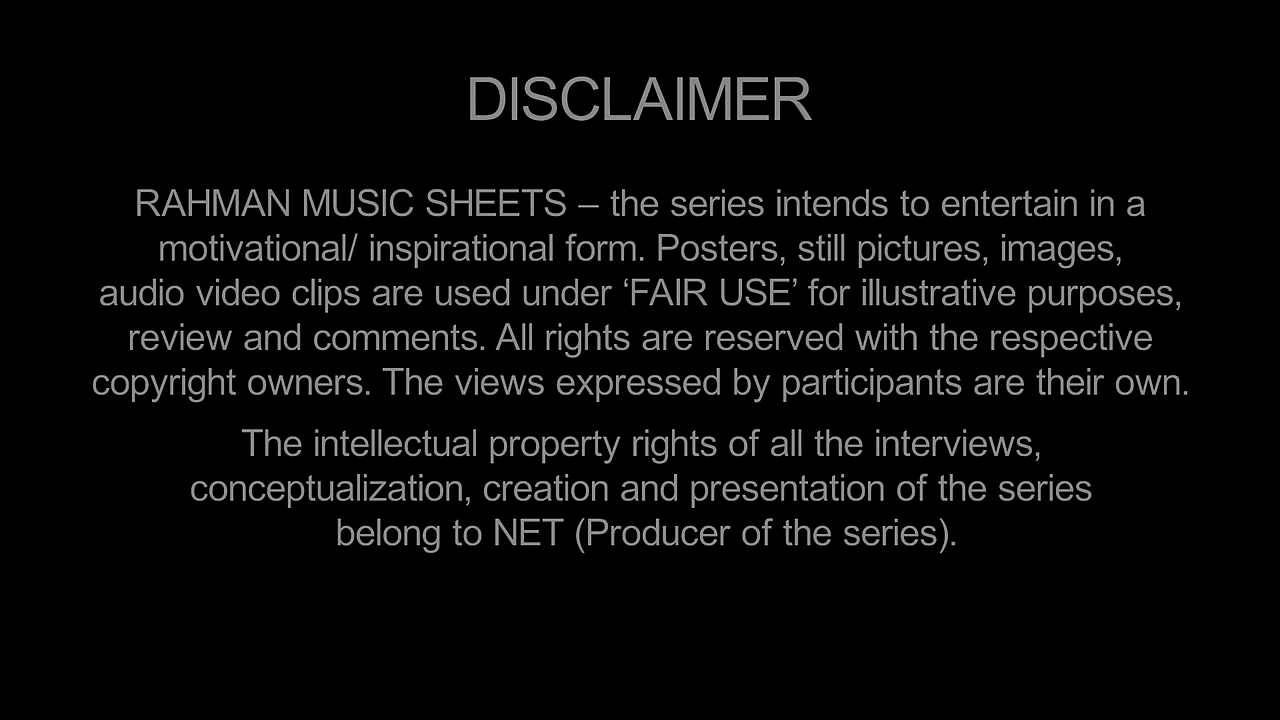 DISCLAIMER
RAHMAN MUSIC SHEETS – the series intends to entertain in a
motivational/ inspirational form. Posters, still pictures, images,
audio video clips are used under ‘FAIR USE’ for illustrative purposes,
review and comments. All rights are reserved with the respective
copyright owners. The views expressed by participants are their own.
The intellectual property rights of all the interviews,
conceptualization, creation and presentation of the series
belong to NET (Producer of the series).